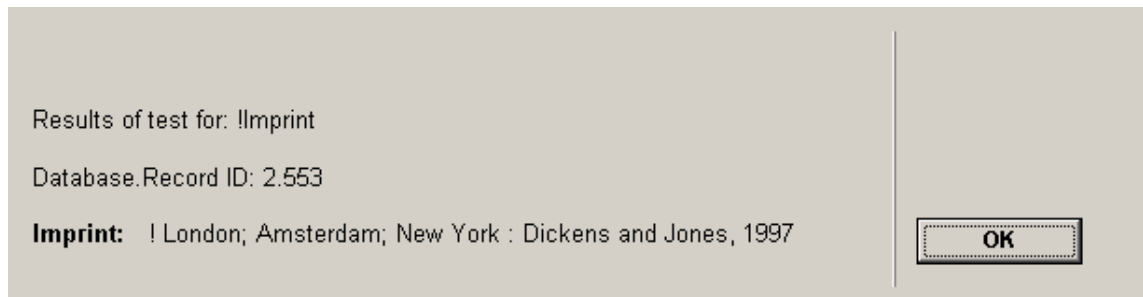 Results of test for: !Imprint
Database.Record ID: 2.553
Imprint: ! London; Amsterdam; New York : Dickens and Jones, 1997
OK